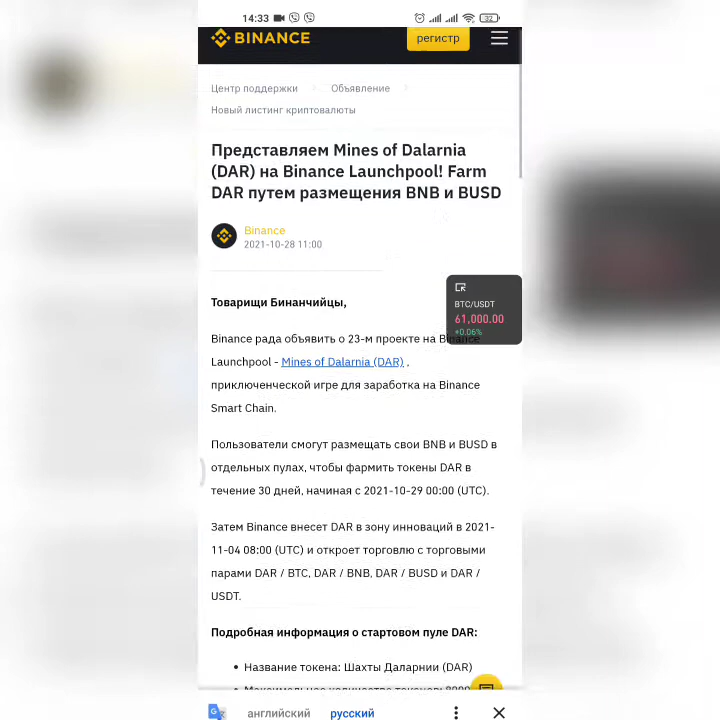 14:33
32
BINANCE
регистр
Центр поддержки
Объявление
Новый листинг криптовалюты
Представляем Mines of Dalarnia
(DAR) на Binance Launchpool! Farm
DAR путем размещения BNB и BUSD
Binance
2021-10-28 11:00
Товарищи Бинанчийцы,
BTC/USDT
61,000.00
+0.06%
Binance рада объявить о 23-м проекте на Binance
Launchpool - Mines of Dalarnia (DAR) ,
приключенческой игре для заработка на Binance
Smart Chain.
Пользователи смогут размещать свои BNB и BUSD в
отдельных пулах, чтобы фармить токены DAR в
течение 30 дней, начиная с 2021-10-29 00:00 (UTC).
Затем Binance внесет DAR в зону инноваций в 2021-
11-04 08:00 (UTC) и откроет торговлю с торговыми
парами DAR / BTC, DAR / BNB, DAR / BUSD и DAR /
USDT.
Подробная информация о стартовом пуле DAR:
• Название токена: Шахты Даларнии (DAR)
• Максимальное количество токенов:
английский русский